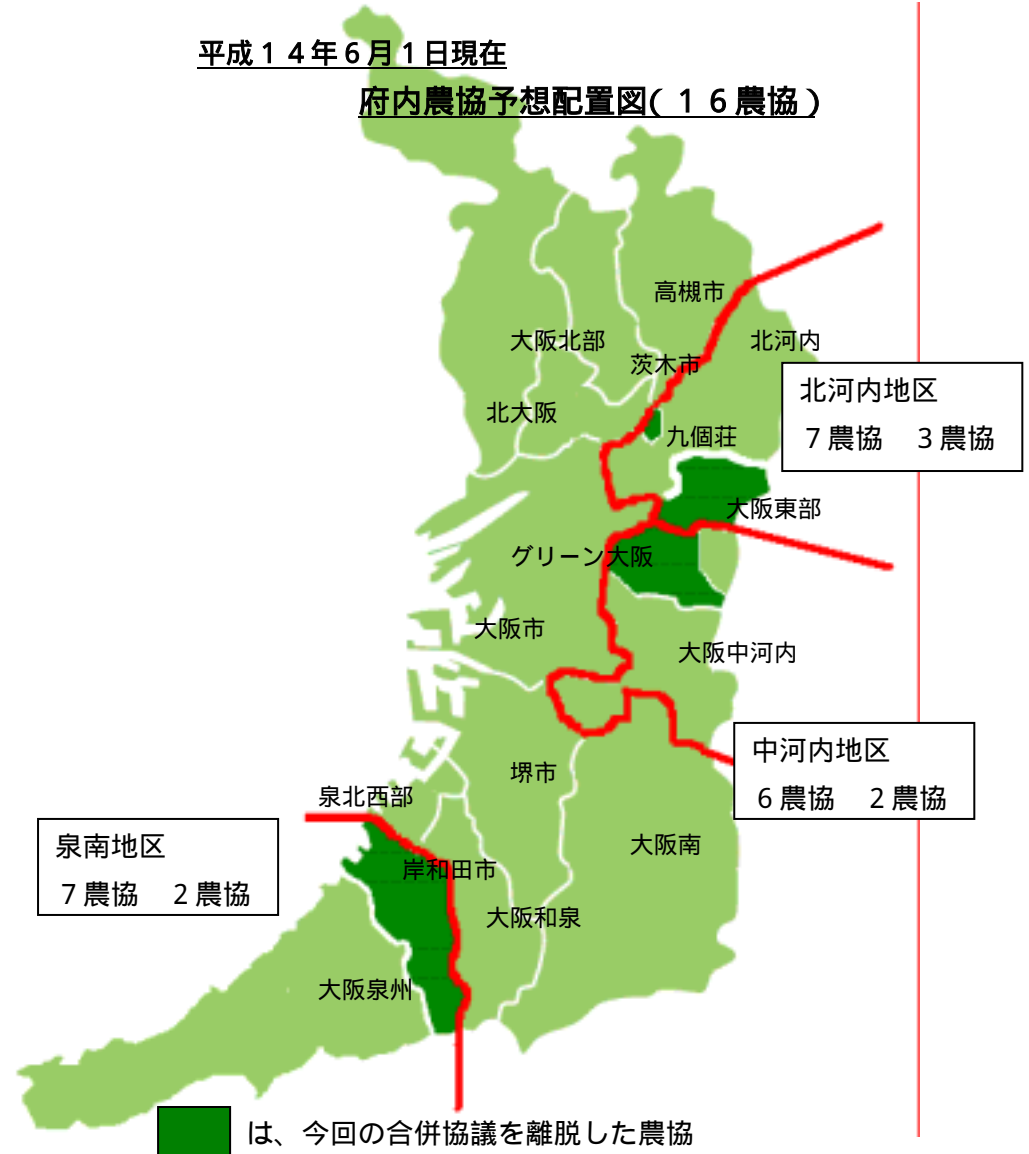 平成１４年６月１日現在
府内農協予想配置図(１６農協)
高槻市
大阪北部
北河内
茨木市
北河内地区
７農協　３農協
北大阪
九個荘
大阪東部
グリーン大阪
大阪市
大阪中河内
中河内地区
６農協　２農協
堺市
泉北西部
泉南地区
７農協　２農協
大阪南
岸和田市
大阪和泉
大阪泉州
は、今回の合併協議を離脱した農協